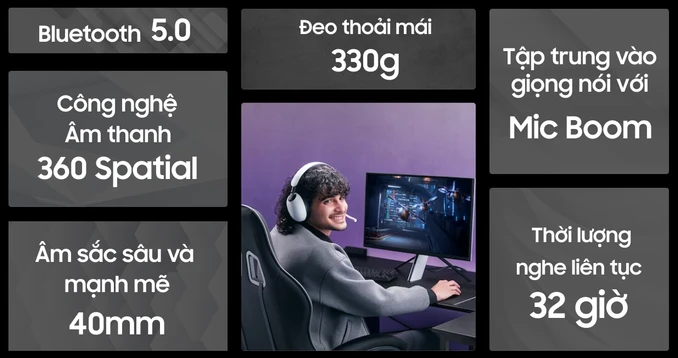 Bluetooth 5.0
Công nghệ
Âm thanh
360 Spatial
Âm sắc sâu và
mạnh mẽ
40mm
Đeo thoải mái
330g
Tập trung vào
giọng nói với
Mic Boom
Thời lượng
nghe liên tục
32 giờ